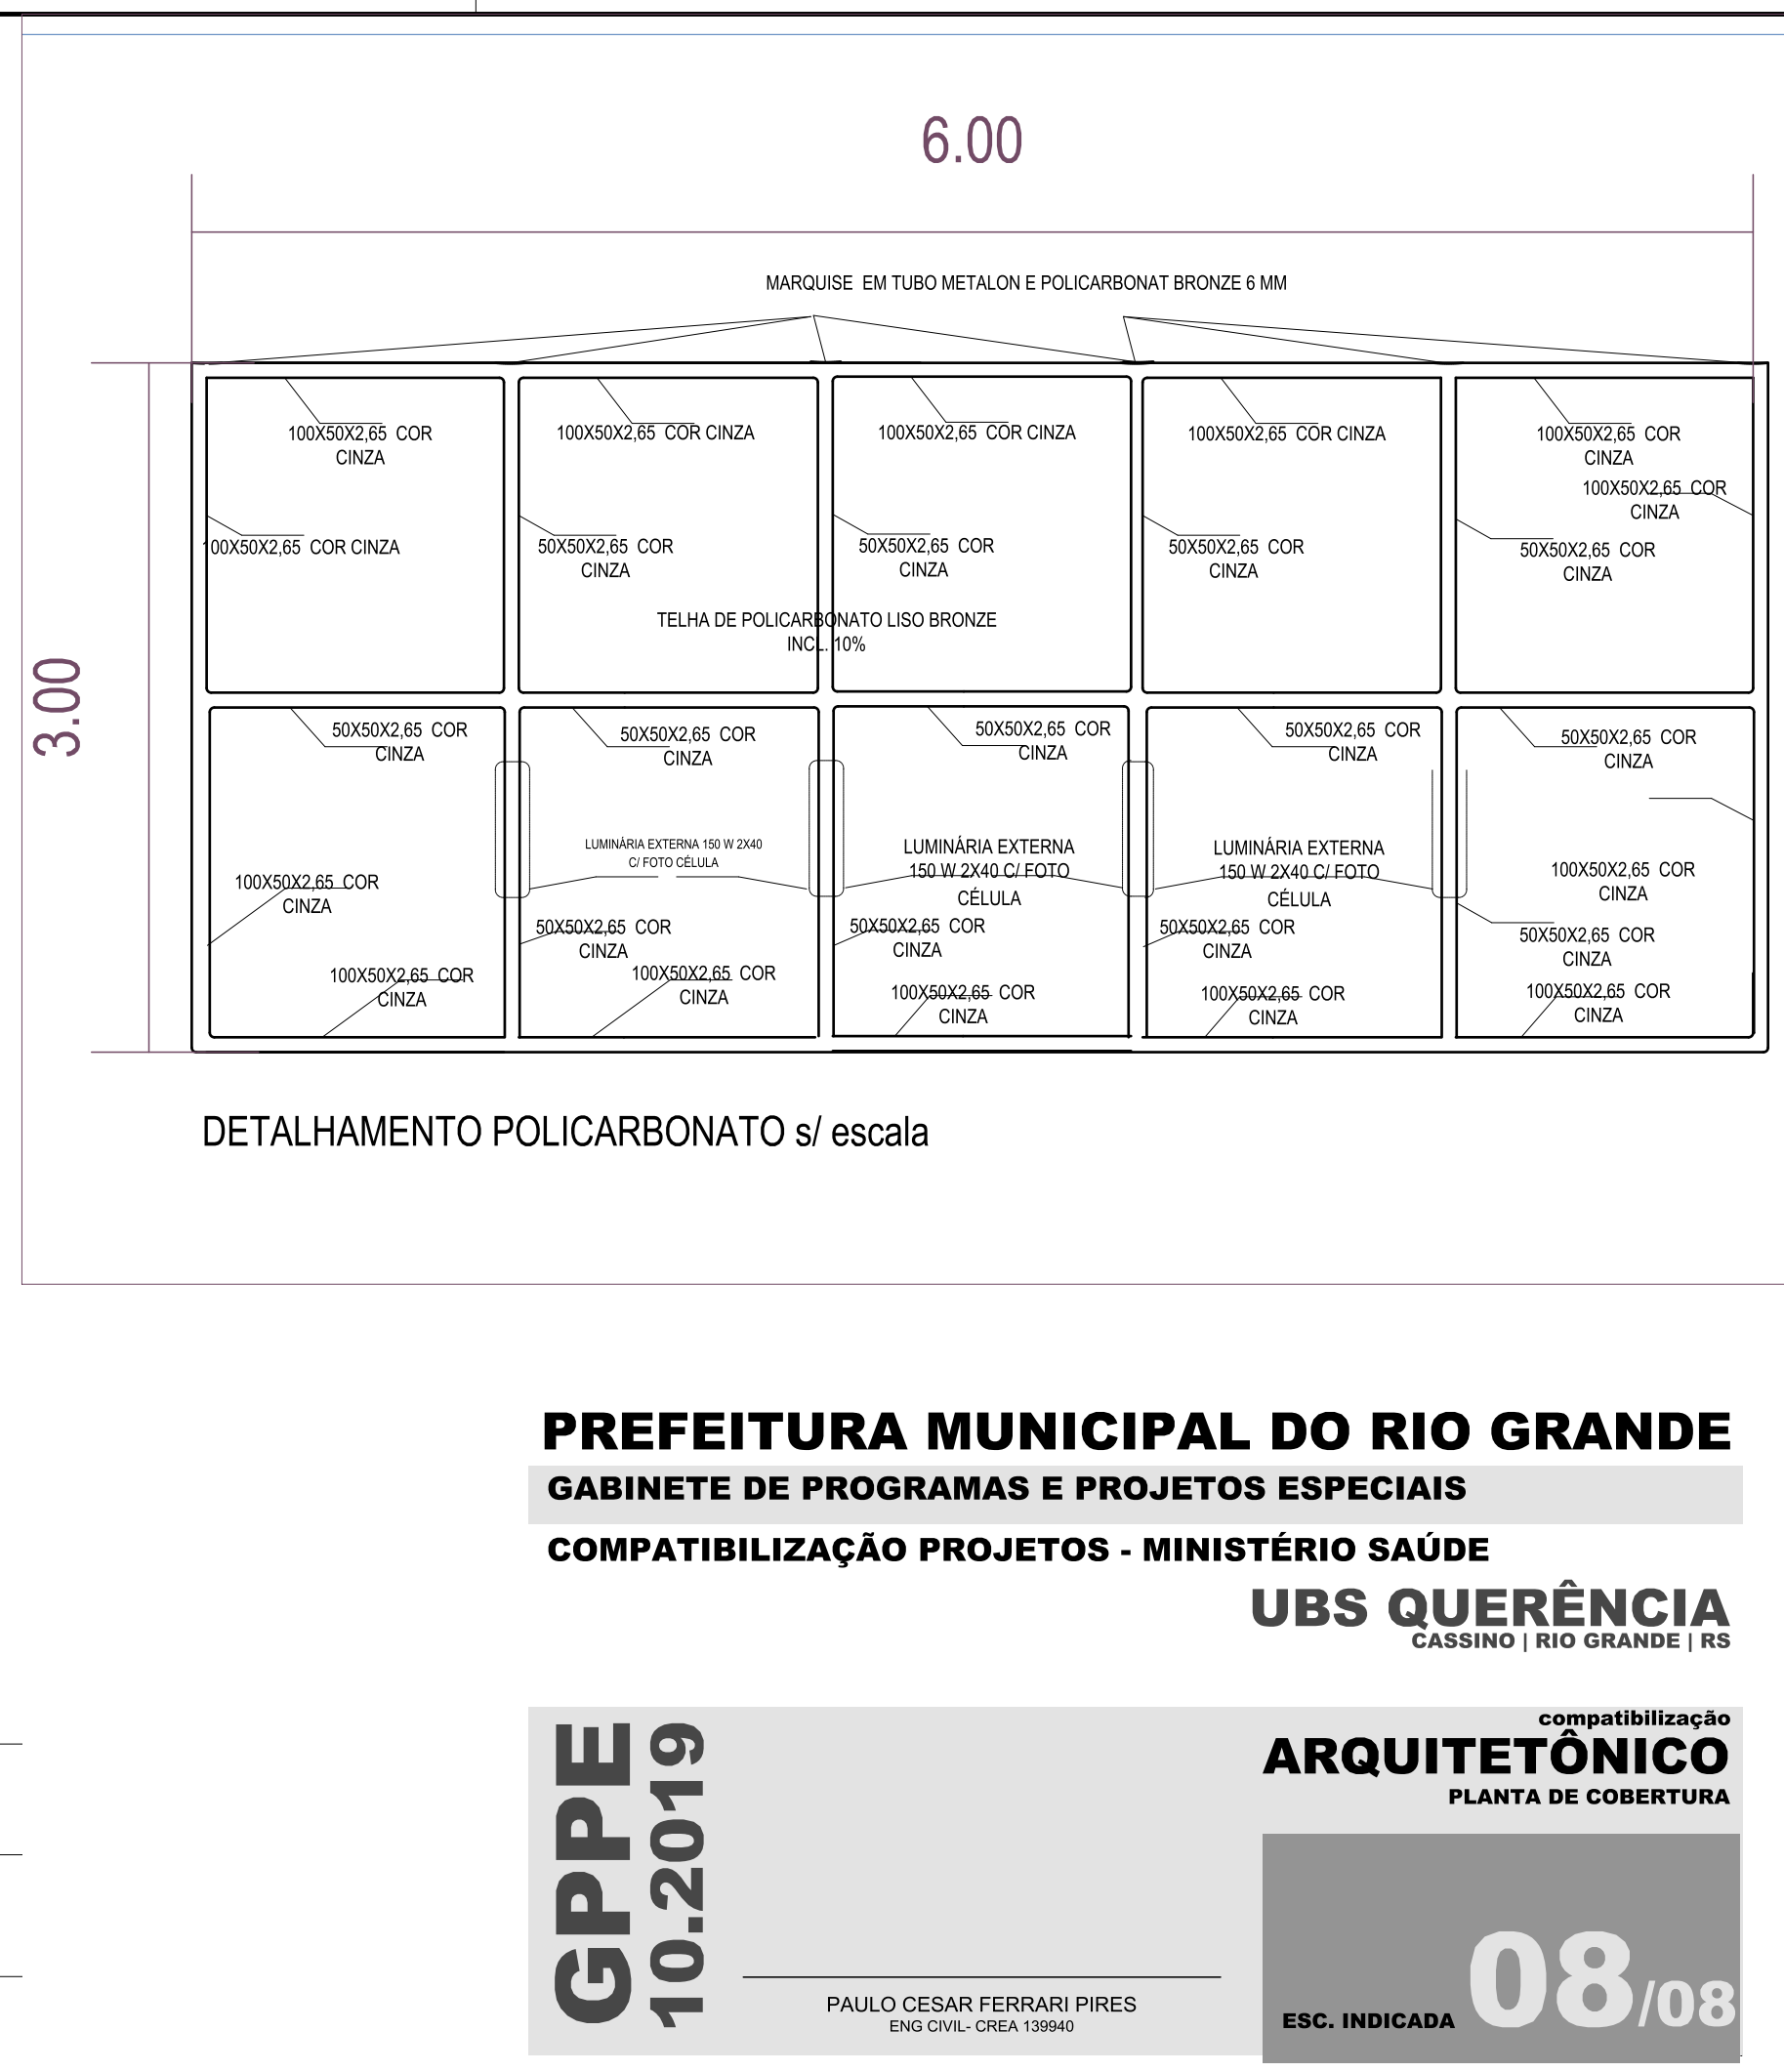 6.00
MARQUISE EM TUBO METALON E POLICARBONAT BRONZE 6 MM
3.00
100X50X2,65 COR
CINZA
100X50X2,65 COR CINZA
100X50X2,65 COR CINZA
100X50X2,65 COR CINZA
100X50X2,65 COR
CINZA
100X50X2,65 COR
CINZA
100X50X2,65 COR CINZA
50X50X2,65 COR
CINZA
50X50X2,65 COR
CINZA
50X50X2,65 COR
CINZA
50X50X2,65 COR
CINZA
TELHA DE POLICARBONATO LISO BRONZE
INCL. 10%
50X50X2,65 COR
CINZA
50X50X2,65 COR
CINZA
50X50X2,65 COR
CINZA
50X50X2,65 COR
CINZA
50X50X2,65 COR
CINZA
LUMINÁRIA EXTERNA 150 W 2X40
C/ FOTO CÉLULA
LUMINÁRIA EXTERNA
150 W 2X40 C/ FOTO
CÉLULA
LUMINÁRIA EXTERNA
150 W 2X40 C/ FOTO
CÉLULA
100X50X2,65 COR
CINZA
100X50X2,65 COR
CINZA
50X50X2,65 COR
CINZA
50X50X2,65 COR
CINZA
50X50X2,65 COR
CINZA
50X50X2,65 COR
CINZA
100X50X2,65 COR
CINZA
100X50X2,65 COR
CINZA
100X50X2,65 COR
CINZA
100X50X2,65 COR
CINZA
100X50X2,65 COR
CINZA
DETALHAMENTO POLICARBONATO s/ escala
PREFEITURA MUNICIPAL DO RIO GRANDE
GABINETE DE PROGRAMAS E PROJETOS ESPECIAIS
COMPATIBILIZAÇÃO PROJETOS - MINISTÉRIO SAÚDE
UBS QUERÊNCIA
CASSINO | RIO GRANDE | RS
GPPE
10.2019
compatibilização
ARQUITETÔNICO
PLANTA DE COBERTURA
PAULO CESAR FERRARI PIRES
ENG CIVIL- CREA 139940
ESC. INDICADA
08/08